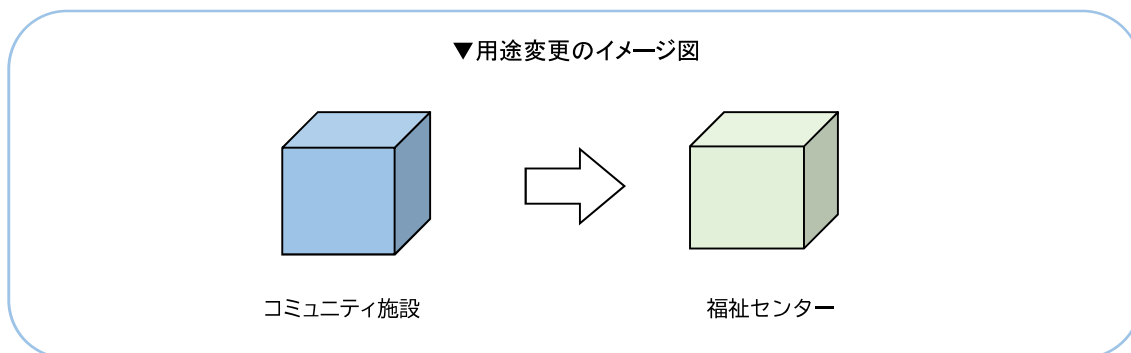 ▼用途変更のイメージ図
コミュニティ施設
福祉センター